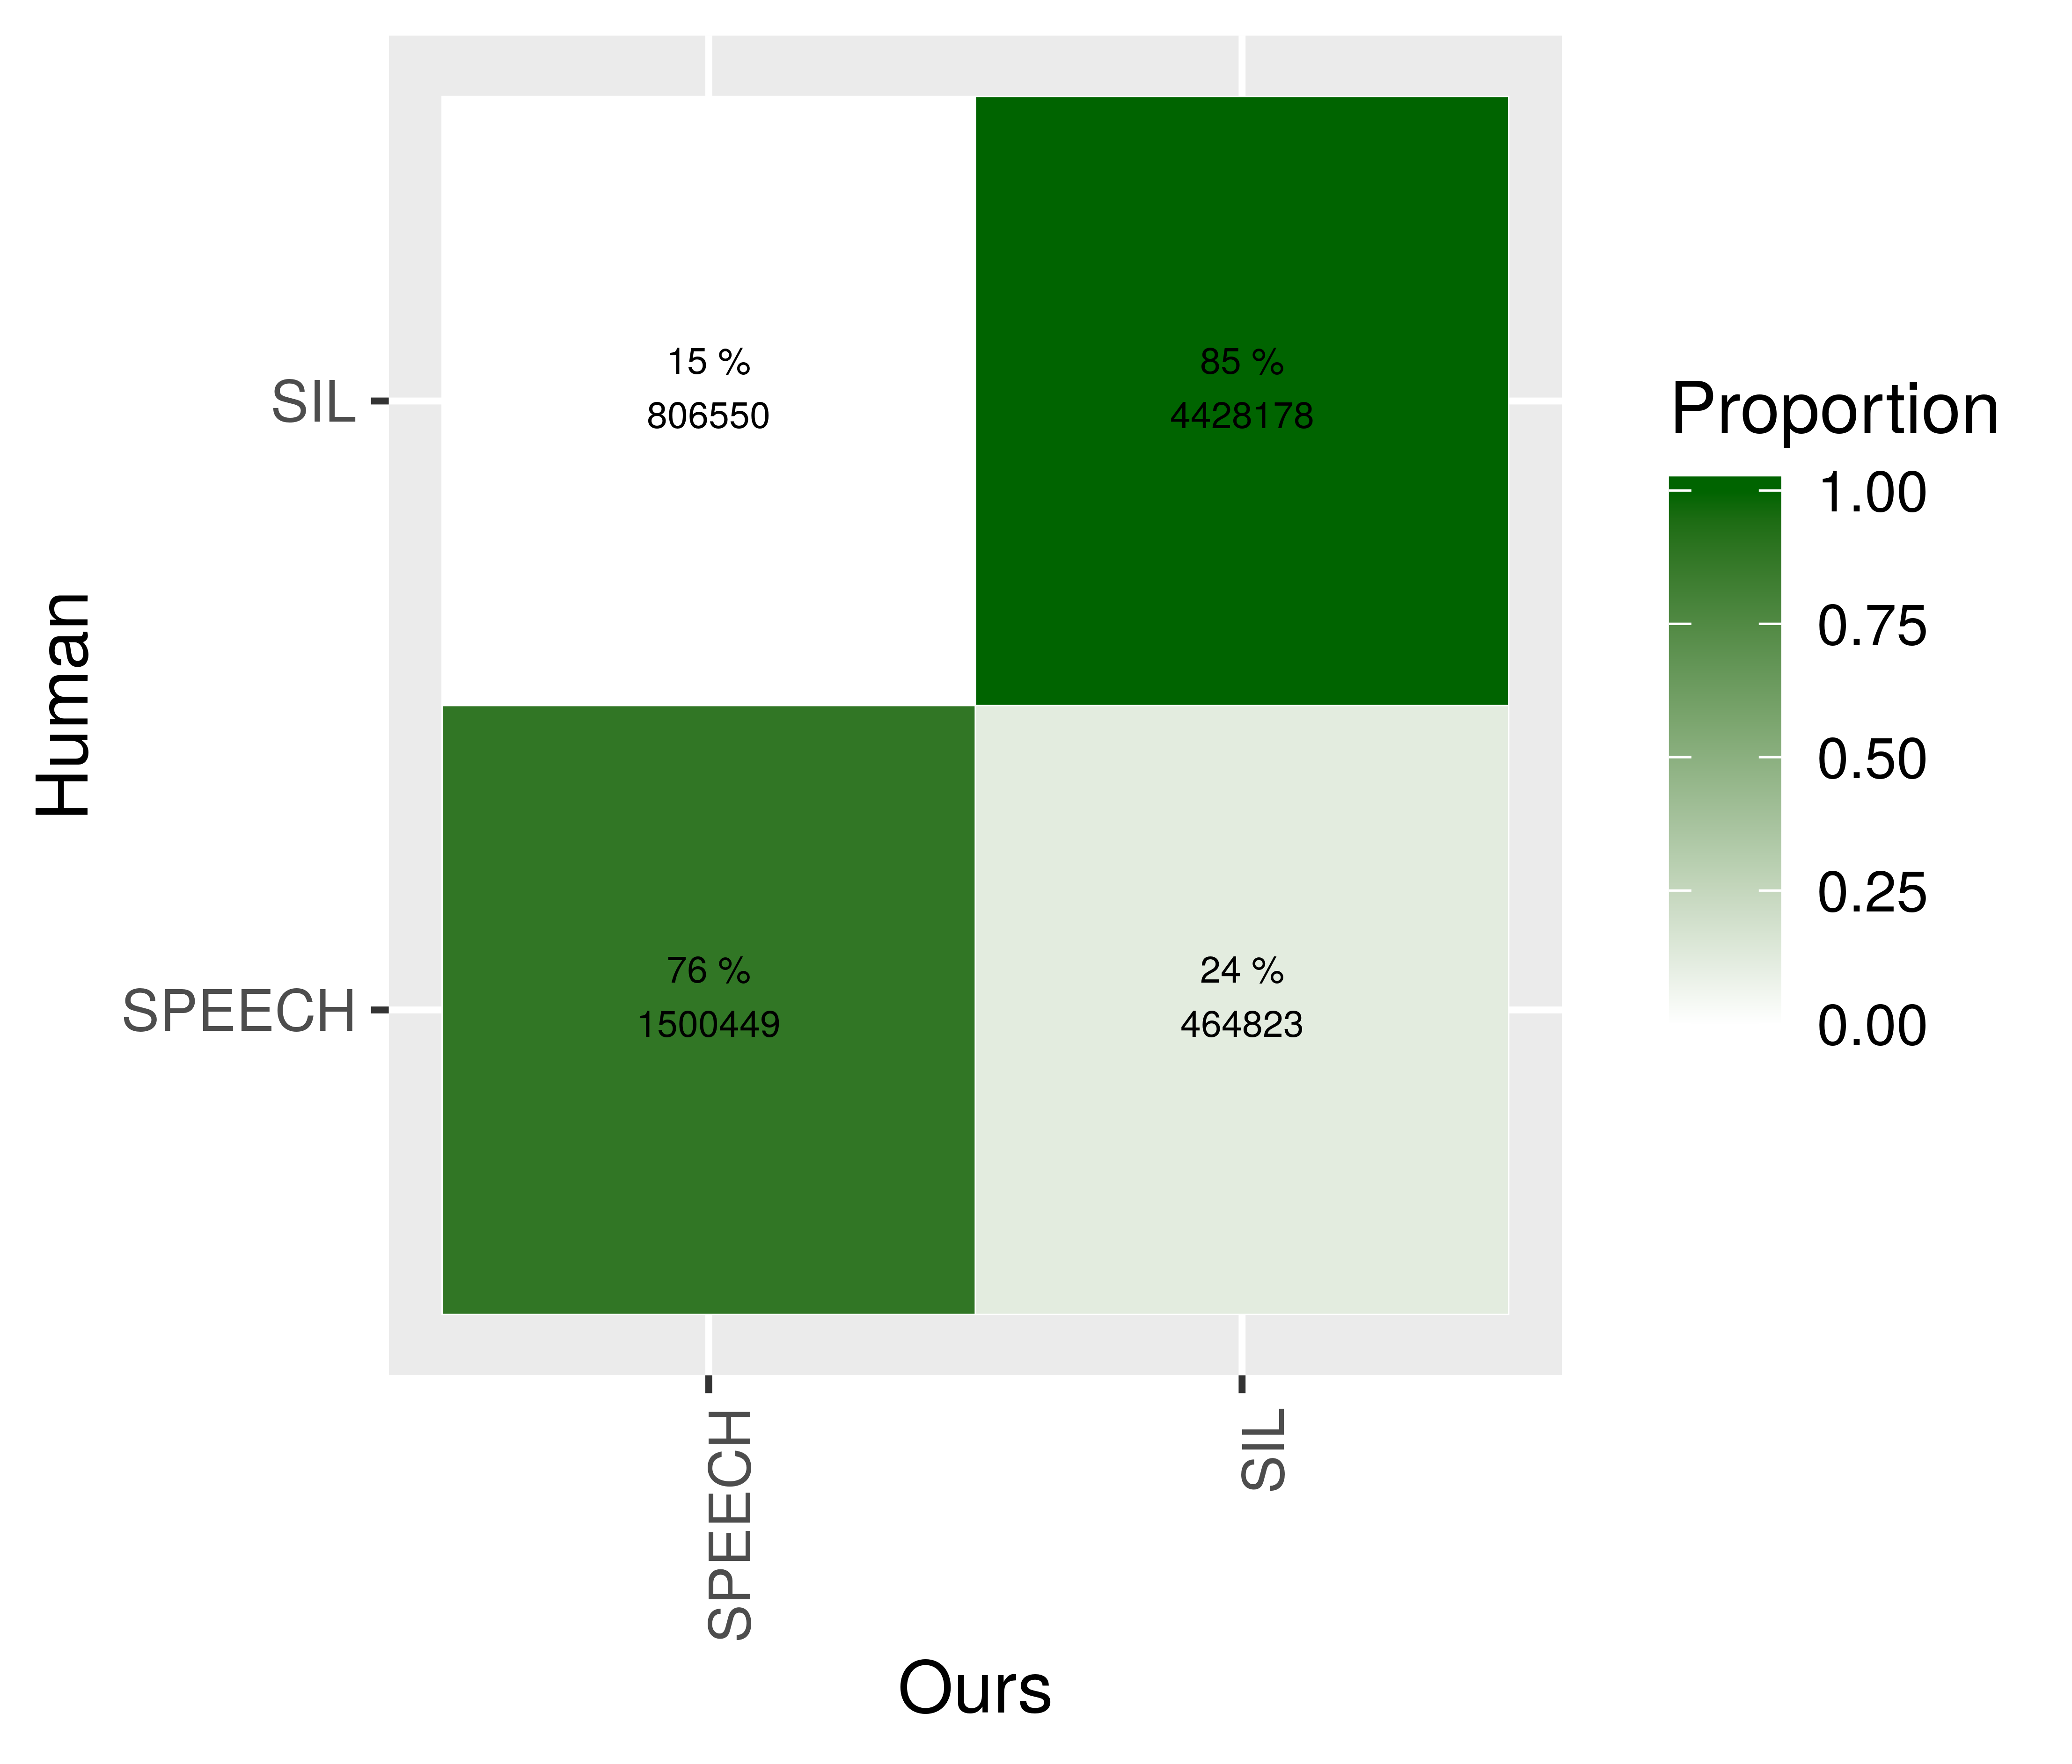 SIL
SPEECH
Human
15 %
806550
85 %
4428178
76 %
1500449
24 %
464823
SPEECH
SIL
Ours
Proportion
1.00
0.75
0.50
0.25
0.00